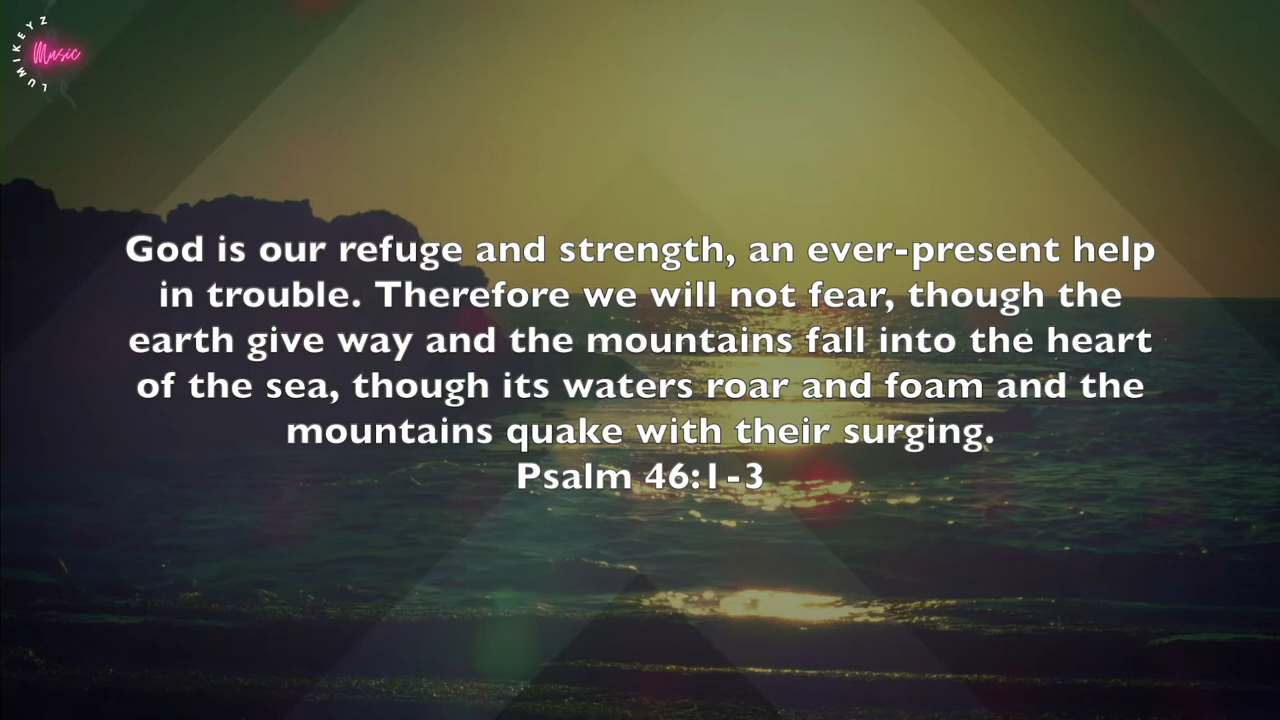 LUMIKEYZ
Music
God is our refuge and strength, an ever-present help
in trouble. Therefore we will not fear, though the
earth give way and the mountains fall into the heart
of the sea, though its waters roar and foam and the
mountains quake with their surging.
Psalm 46:1-3